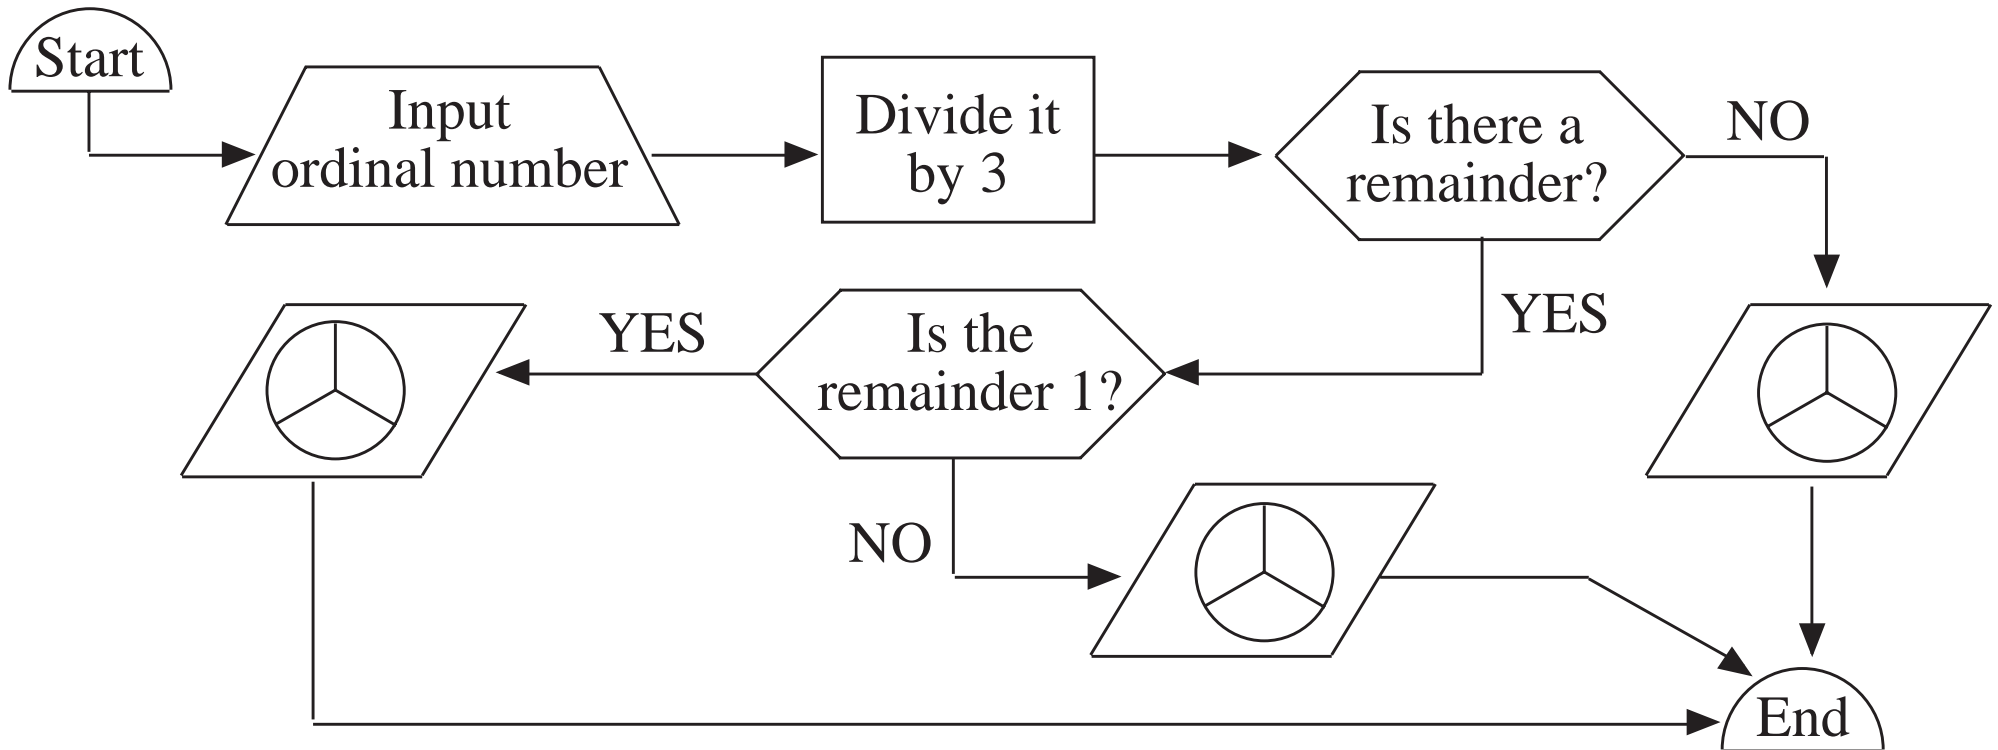 Start
Input
ordinal number
Divide it
by 3
Is there a
remainder?
NO
YES
Is the
remainder 1?
YES
NO
End